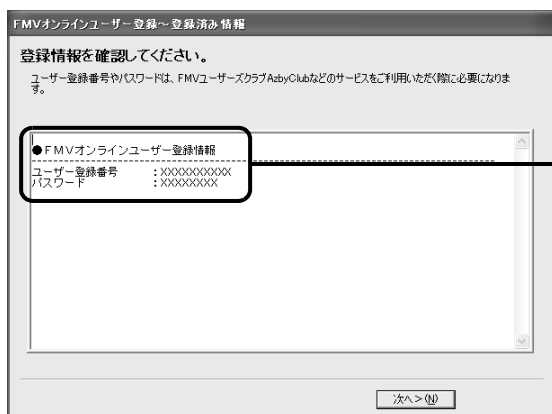 FMVオンラインユーザー登録~登録済み情報
登録情報を確認してください。
ユーザー登録番号やパスワードは、FMVユーザーズクラブAzbyClubなどのサービスをご利用いただく際に必要になりま
す。
●FMVオンラインユーザー登録情報
ユーザー登録番号 :XXXXXXXXXX
パスワード :XXXXXXXX
次へ>(N)